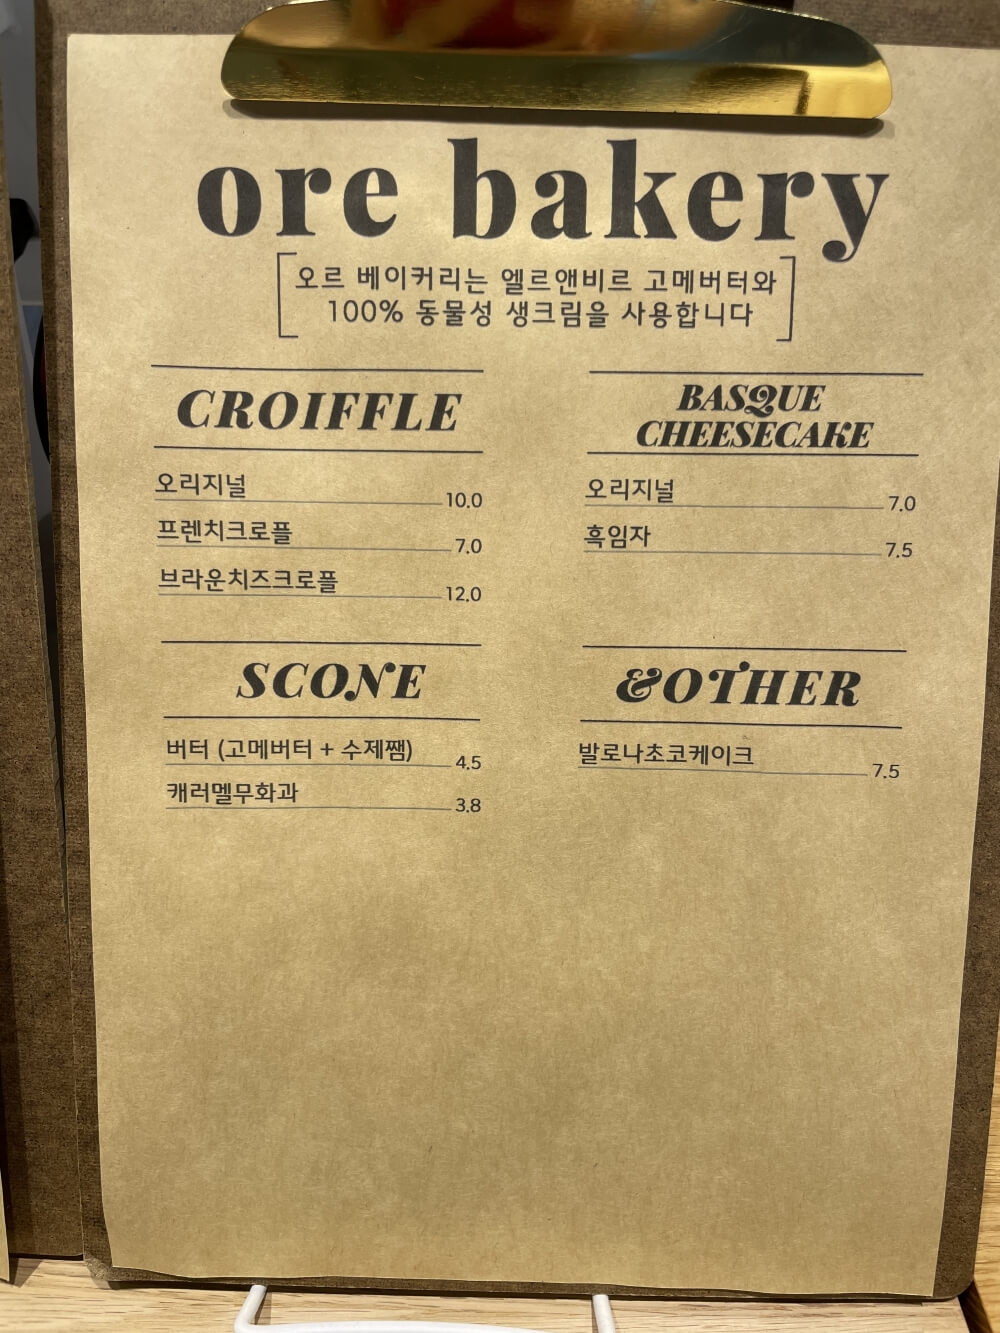 ore bakery
오르 베이커리는 엘르앤비르 고메버터와
100% 동물성 생크림을 사용합니다
CROIFFLE
오리지널 10.0
프렌치크로플 7.0
브라운치즈크로플 12.0
BASQUE
CHEESECAKE
오리지널 7.0
흑임자 7.5
SCONE
버터 (고메버터 + 수제쨈) 4.5
캐러멜무화과 3.8
&OTHER
발로나초코케이크 7.5